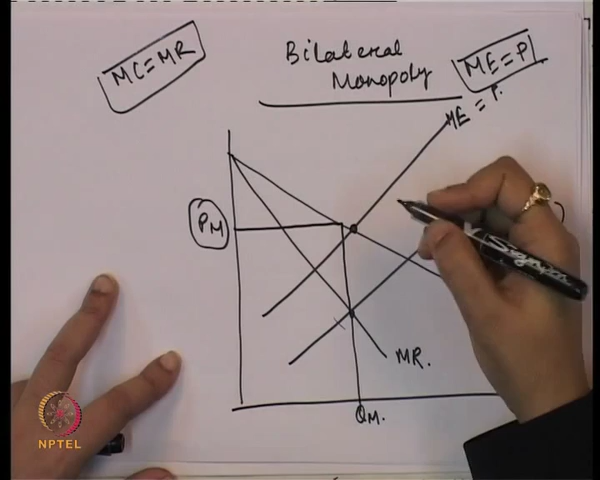 MC=MR
Bilateral
Monopoly
ME=P
ME = P.
PM
MR.
QM.
NPTEL